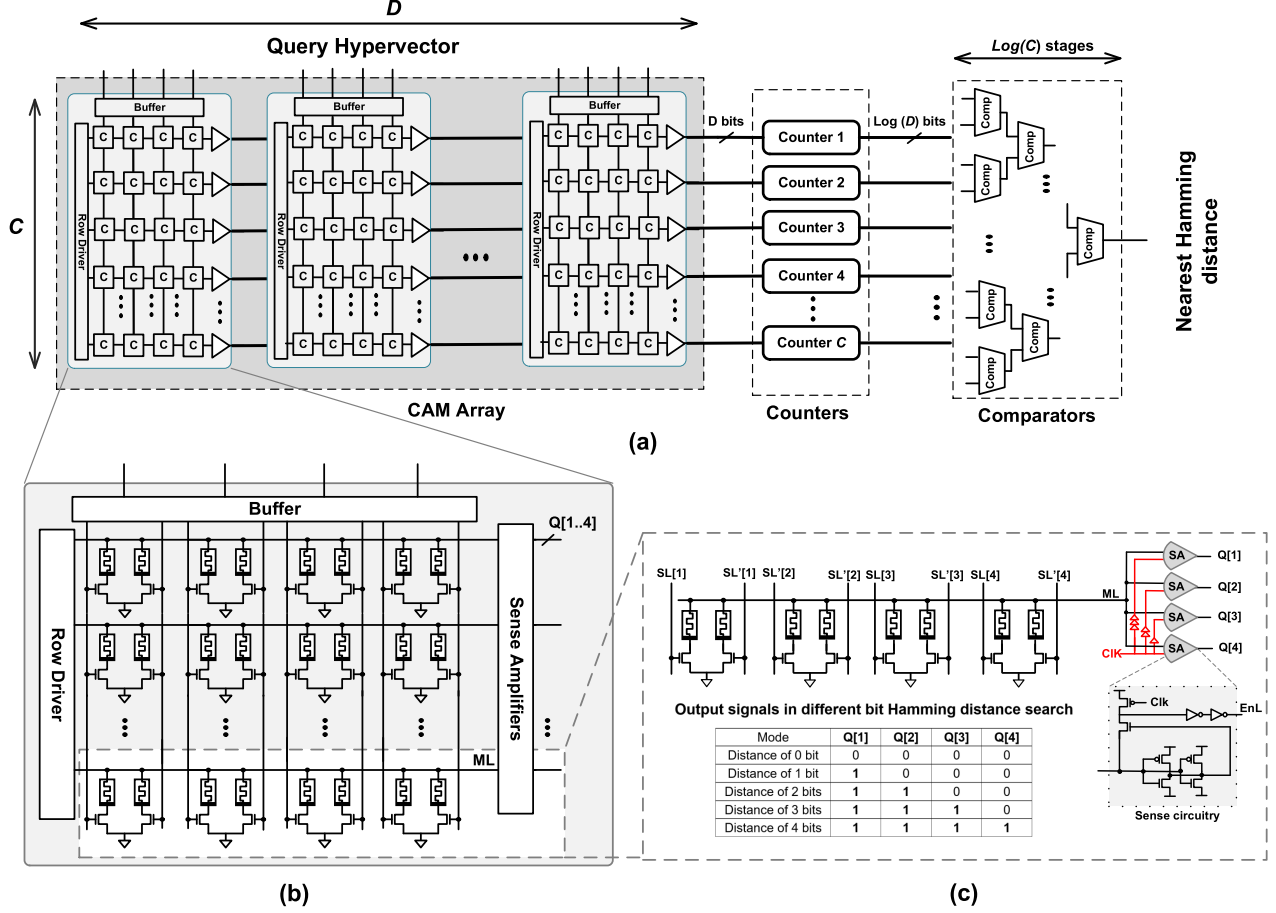 D
Query Hypervector
Log(C) stages
C
Buffer
Buffer
Buffer
Row Driver
C C C C
C C C C
C C C C
C C C C
C C C C
Row Driver
C C C C
C C C C
C C C C
C C C C
C C C C
Row Driver
C C C C
C C C C
C C C C
C C C C
C C C C
D bits
Counter 1
Counter 2
Counter 3
Counter 4
Counter C
Log (D) bits
Comp
Comp
Comp
Comp
Comp
Comp
Comp
Nearest Hamming
distance
CAM Array
Counters
Comparators
(a)
Buffer
Row Driver
Sense Amplifiers
Q[1..4]
ML
(b)
SL[1] SL'[1] SL'[2] SL'[2] SL[3] SL'[3] SL[4] SL'[4]
ML
SA Q[1]
SA Q[2]
SA Q[3]
SA Q[4]
ClK
Clk
EnL
Sense circuitry
Output signals in different bit Hamming distance search
Mode Q[1] Q[2] Q[3] Q[4]
Distance of 0 bit 0 0 0 0
Distance of 1 bit 1 0 0 0
Distance of 2 bits 1 1 0 0
Distance of 3 bits 1 1 1 0
Distance of 4 bits 1 1 1 1
(c)